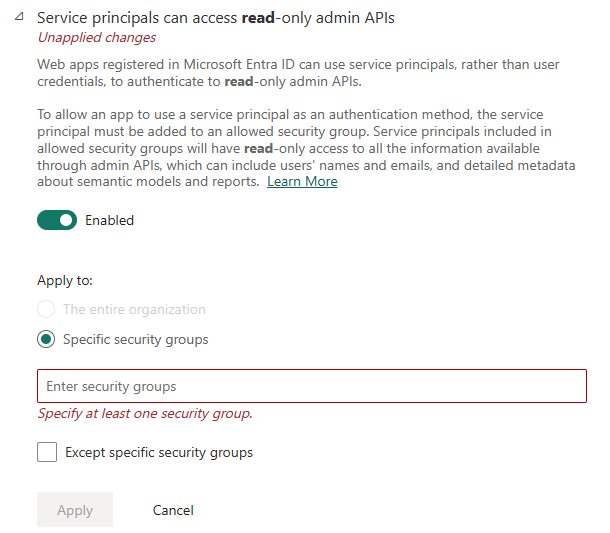 Service principals can access read-only admin APIs
Unapplied changes
Web apps registered in Microsoft Entra ID can use service principals, rather than user
credentials, to authenticate to read-only admin APIs.
To allow an app to use a service principal as an authentication method, the service
principal must be added to an allowed security group. Service principals included in
allowed security groups will have read-only access to all the information available
through admin APIs, which can include users' names and emails, and detailed metadata
about semantic models and reports. Learn More
Enabled
Apply to:
The entire organization
Specific security groups
Enter security groups
Specify at least one security group.
Except specific security groups
Apply Cancel